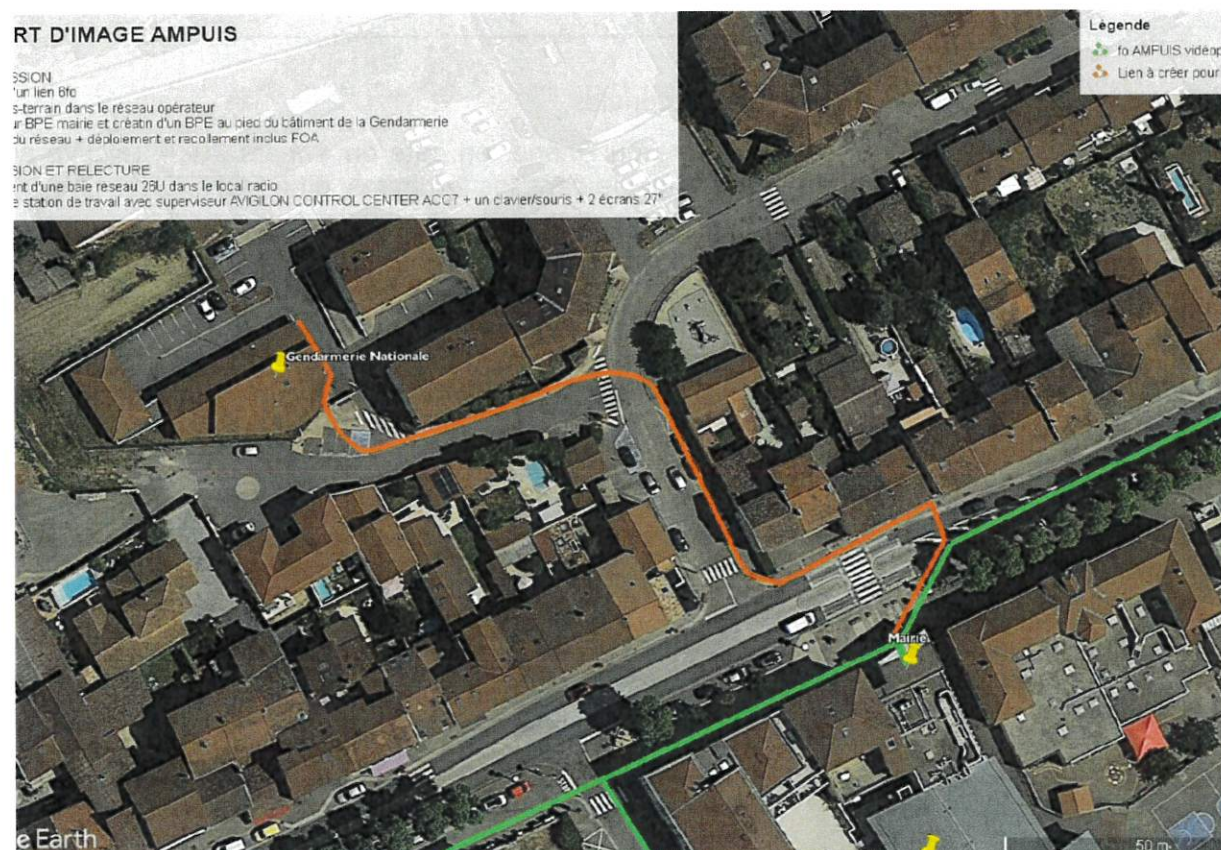 RT D'IMAGE AMPUIS
SSION
'un lien 6fo
s-terrain dans le réseau opérateur
ur BPE mairie et créatin d'un BPE au pied du bâtiment de la Gendarmerie
du réseau + déploiement et recollement inclus FOA
SION ET RELECTURE
ent d'une baie reseau 26U dans le local radio
e station de travail avec superviseur AVIGILON CONTROL CENTER ACC7 + un clavier/souris + 2 écrans 27"
Légende
fo AMPUIS vidéop
Lien à créer pour
Gendarmerie Nationale
Mairie
e Earth
50 m